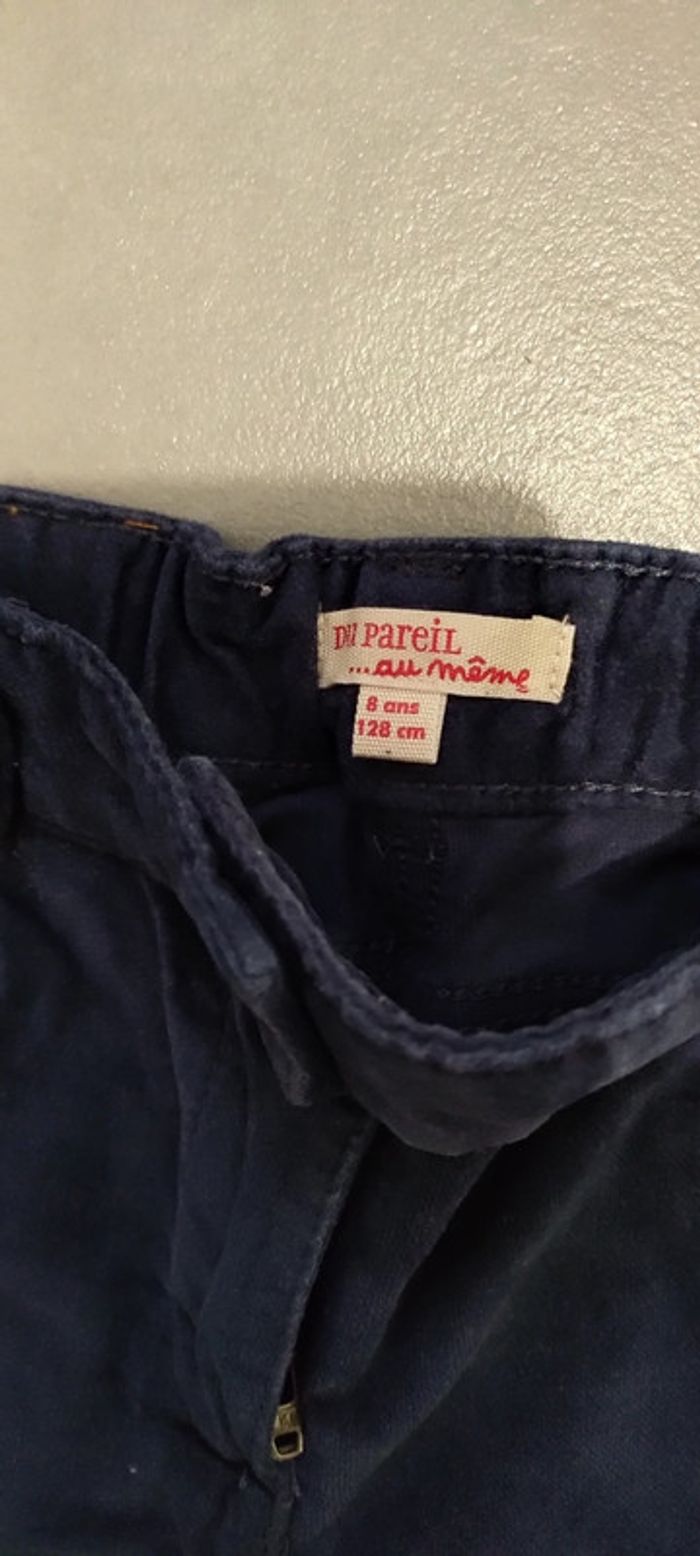 DU PareiL
...au même
8 ans
128 cm